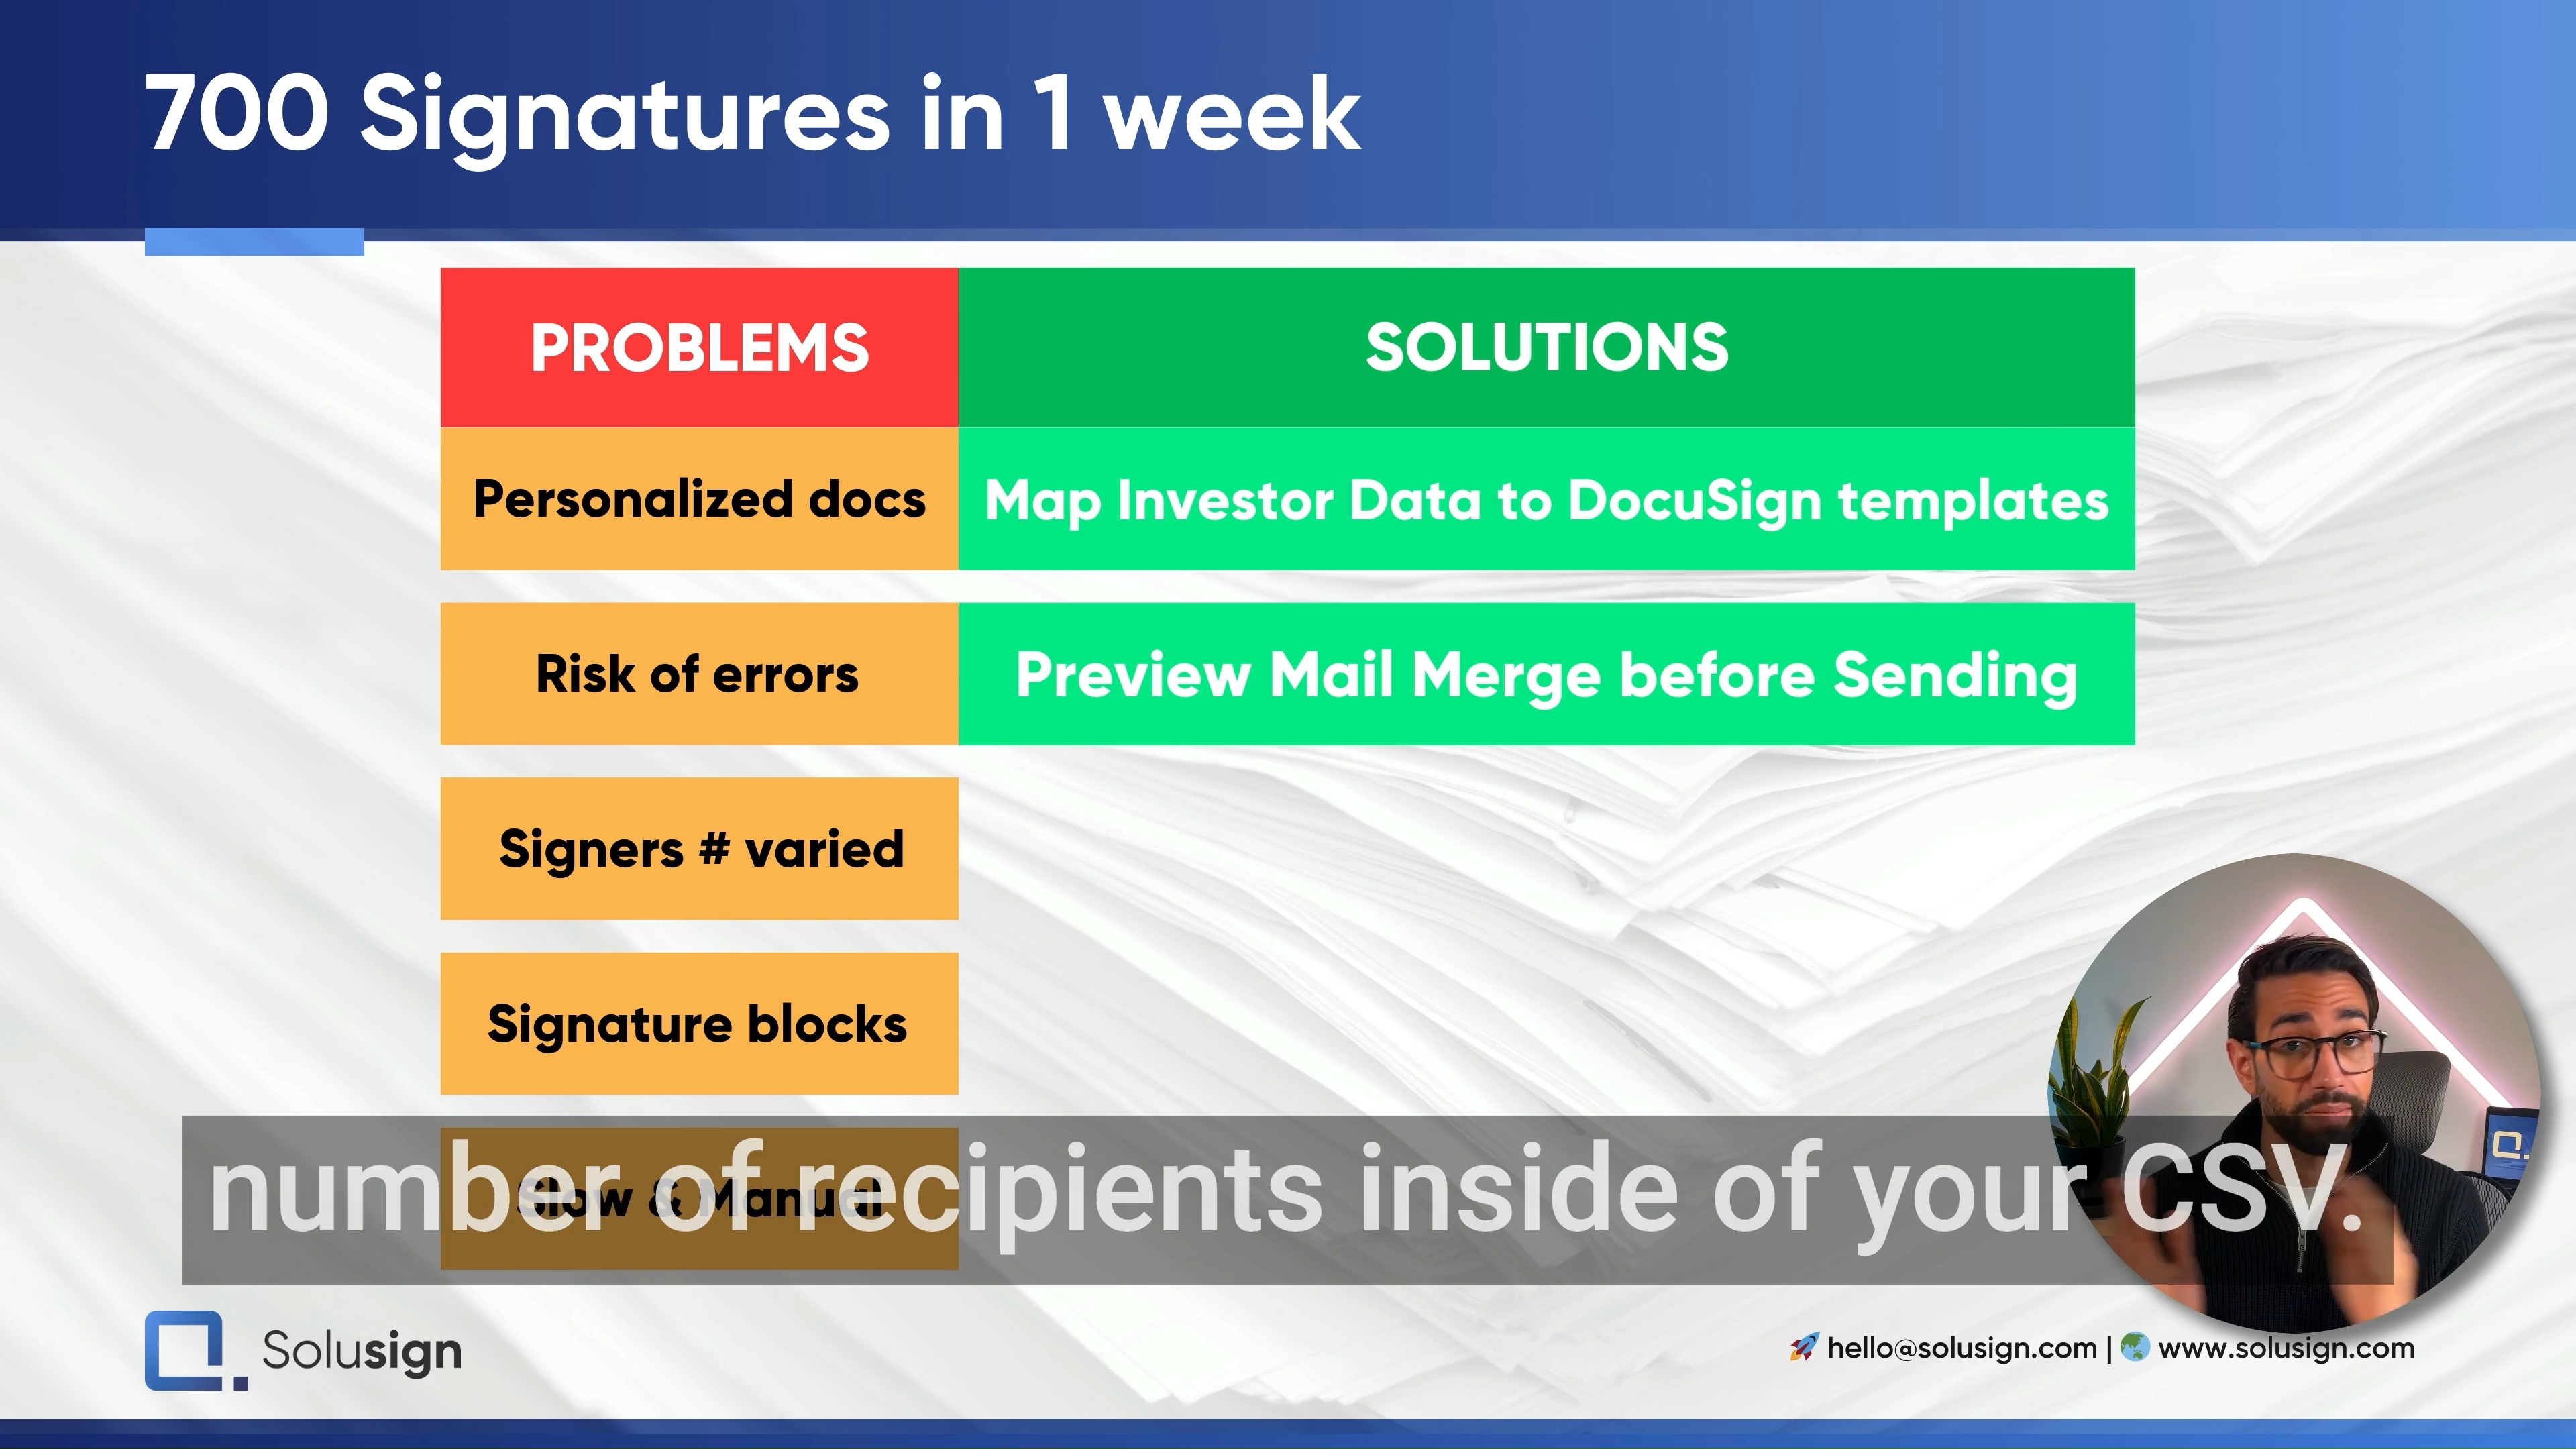 700 Signatures in 1 week
PROBLEMS
SOLUTIONS
Personalized docs
Map Investor Data to DocuSign templates
Risk of errors
Preview Mail Merge before Sending
Signers # varied
Signature blocks
Slow & Manual
number of recipients inside of your CSV.
Solusign
hello@solusign.com | www.solusign.com